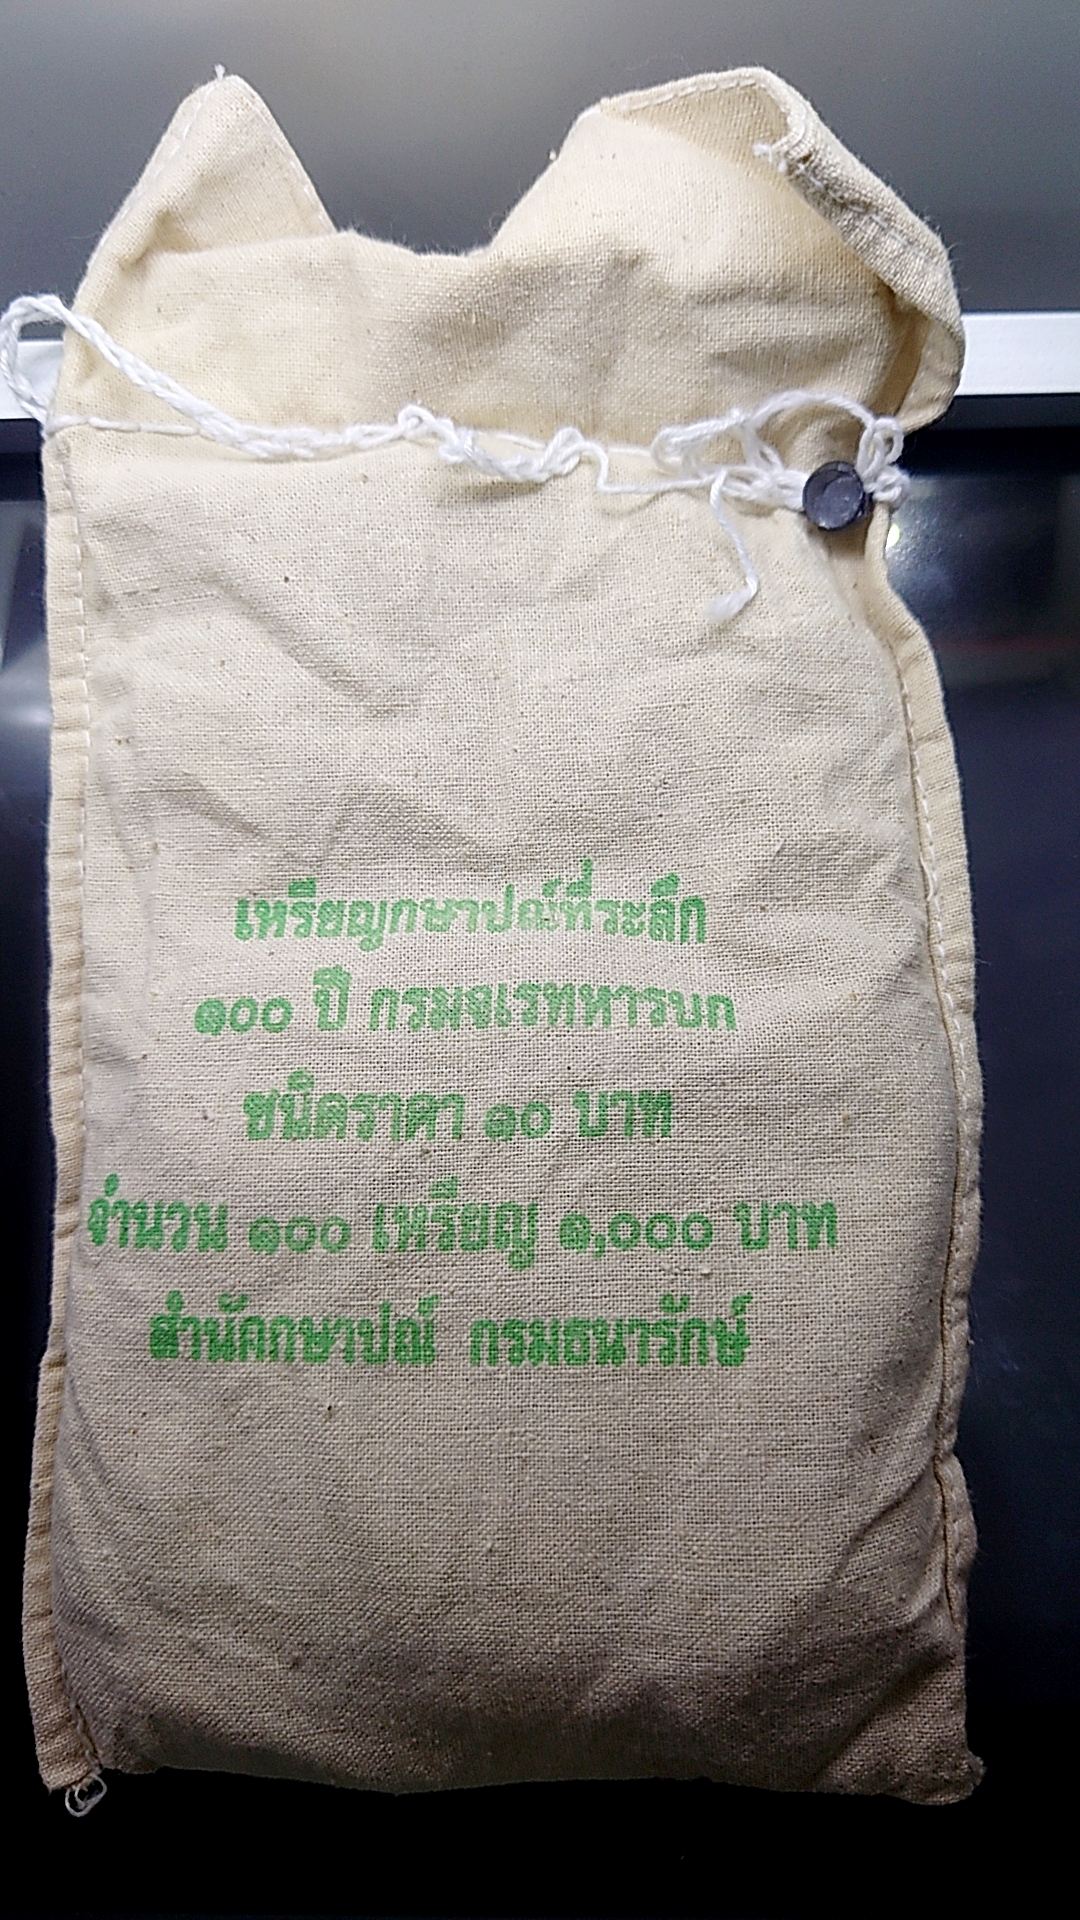 เหรียญกษาปณ์ที่ระลึก
๑๐๐ ปี กรมจเรทหารบก
ชนิดราคา ๑๐ บาท
จำนวน ๑๐๐ เหรียญ ๑,๐๐๐ บาท
สำนักกษาปณ์ กรมธนารักษ์